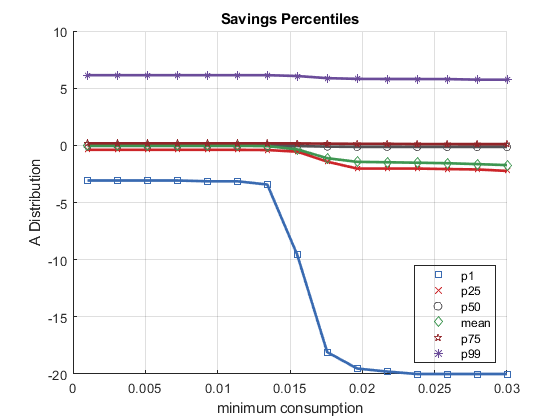 Savings Percentiles
10
5
0
-5
-10
-15
-20
A Distribution
p1
p25
p50
mean
p75
p99
0 0.005 0.01 0.015 0.02 0.025 0.03
minimum consumption